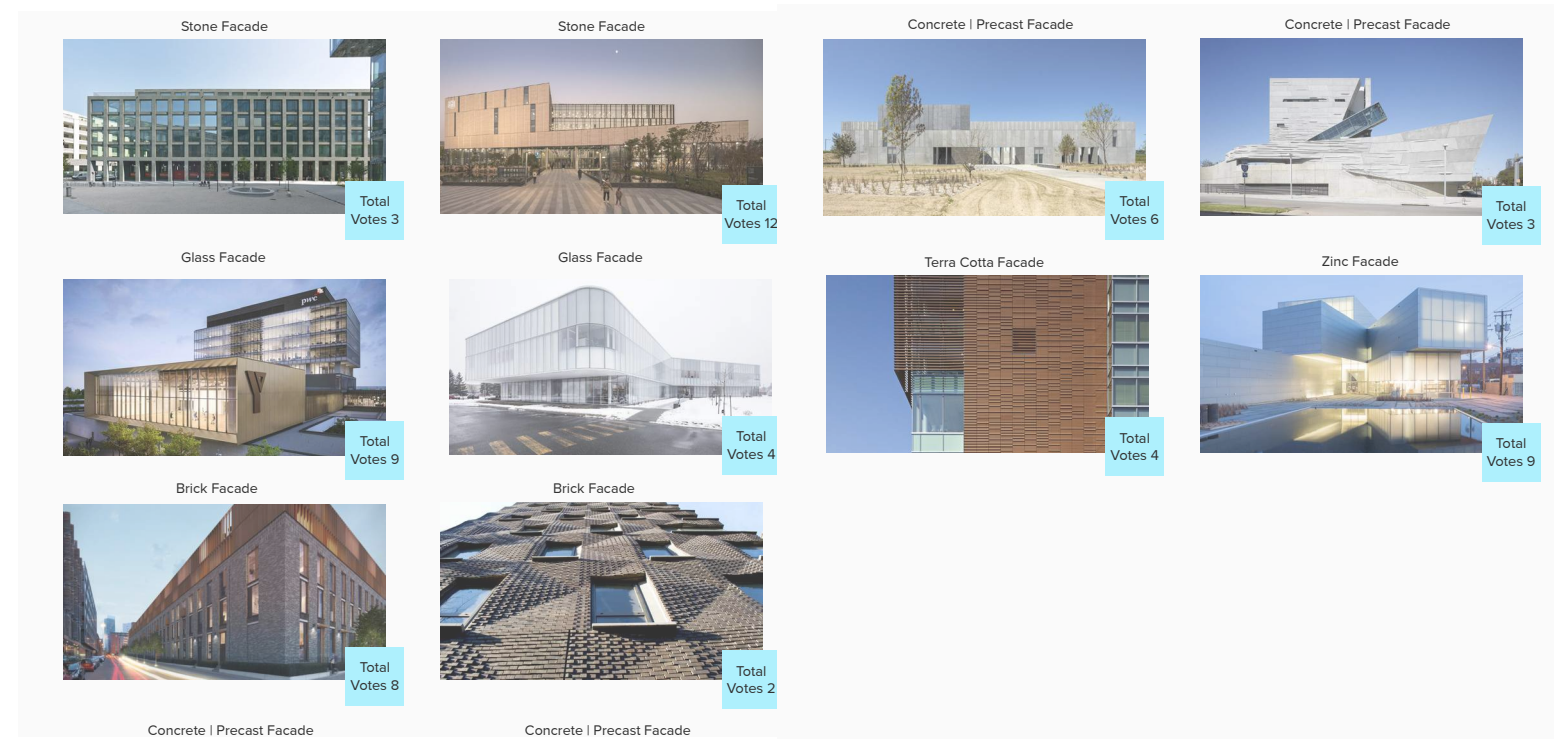 Stone Facade
Stone Facade
Total
Votes 3
Total
Votes 12
Glass Facade
Glass Facade
pwc
Y
Total
Votes 9
Total
Votes 4
Brick Facade
Brick Facade
Total
Votes 8
Total
Votes 2
Concrete | Precast Facade
Concrete | Precast Facade
Concrete | Precast Facade
Concrete | Precast Facade
Total
Votes 6
Total
Votes 3
Terra Cotta Facade
Zinc Facade
Total
Votes 4
Total
Votes 9